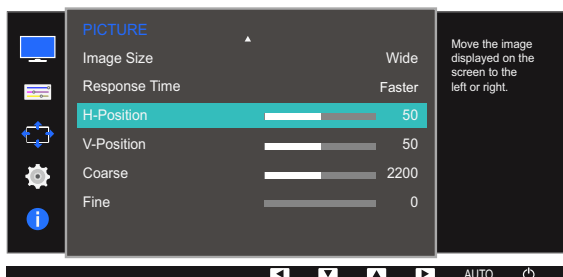 PICTURE
Image Size Wide
Response Time Faster
H-Position 50
V-Position 50
Coarse 2200
Fine 0
Move the image
displayed on the
screen to the
left or right.
AUTO